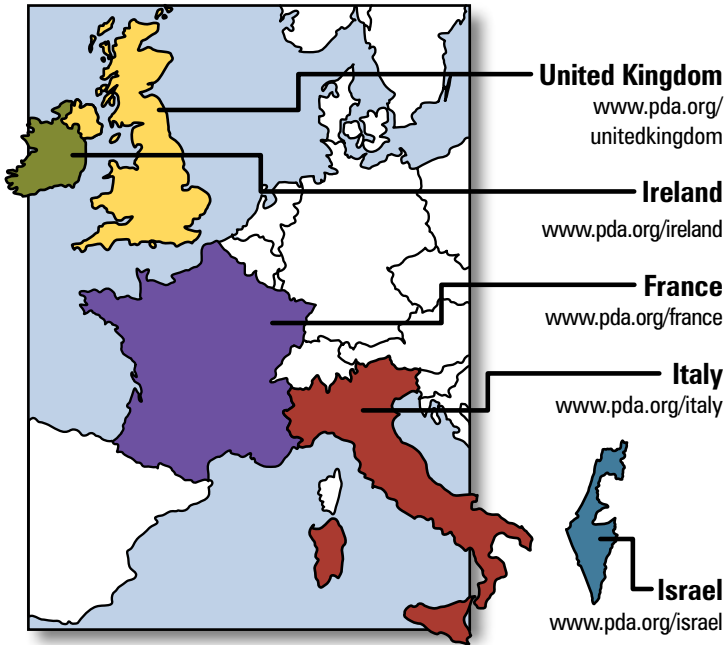 United Kingdom
www.pda.org/
unitedkingdom
Ireland
www.pda.org/ireland
France
www.pda.org/france
Italy
www.pda.org/italy
Israel
www.pda.org/israel